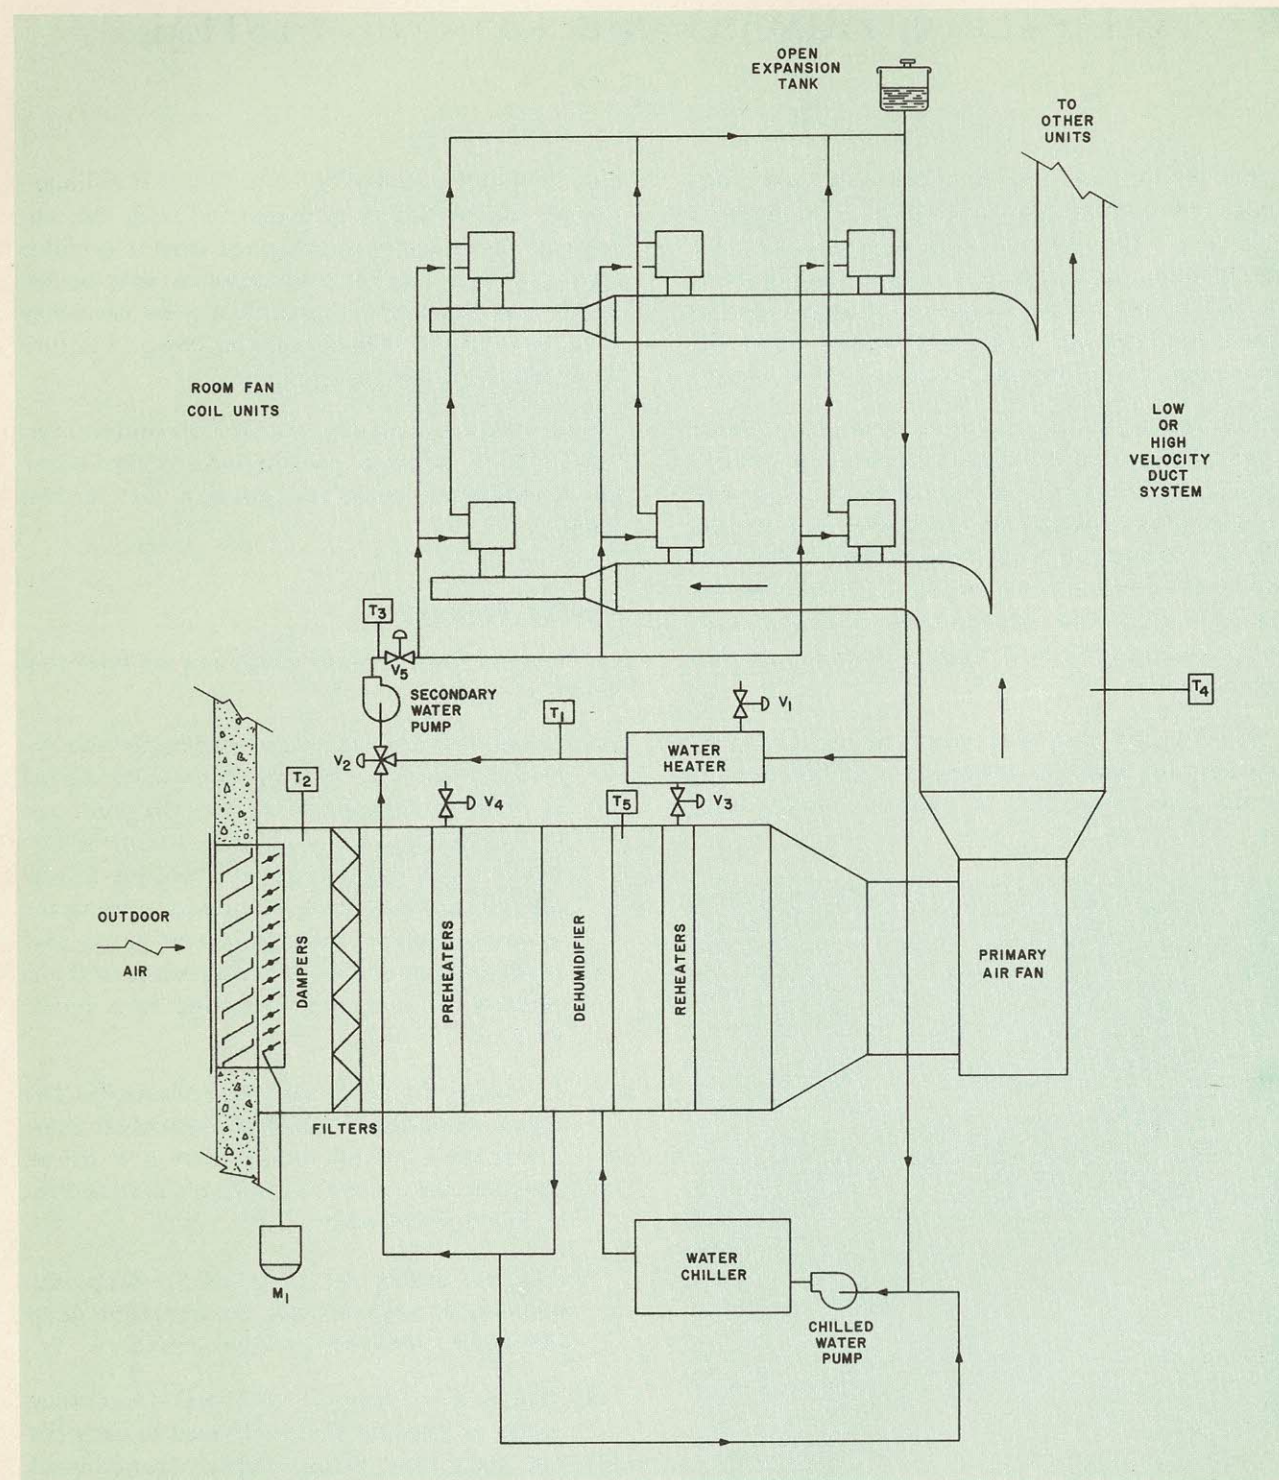 OPEN
EXPANSION
TANK
TO
OTHER
UNITS
ROOM FAN
COIL UNITS
LOW
OR
HIGH
VELOCITY
DUCT
SYSTEM
T3
V5
SECONDARY
WATER
PUMP
T4
T1
V1
V2
WATER
HEATER
T2
V4
T5
V3
OUTDOOR
AIR
DAMPERS
PREHEATERS
DEHUMIDIFIER
REHEATERS
PRIMARY
AIR FAN
FILTERS
M1
WATER
CHILLER
CHILLED
WATER
PUMP